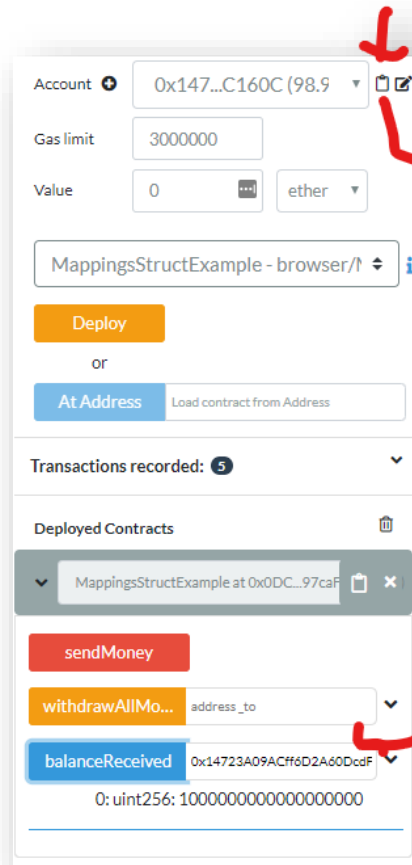 Account 0x147...C160C (98.9
Gas limit 3000000
Value 0 ether
MappingsStructExample - browser/M
Deploy
or
At Address Load contract from Address
Transactions recorded: 5
Deployed Contracts
MappingsStructExample at 0x0DC...97caF
sendMoney
withdrawAllMo... address _to
balanceReceived 0x14723A09ACff6D2A60DcdF
0: uint256: 1000000000000000000